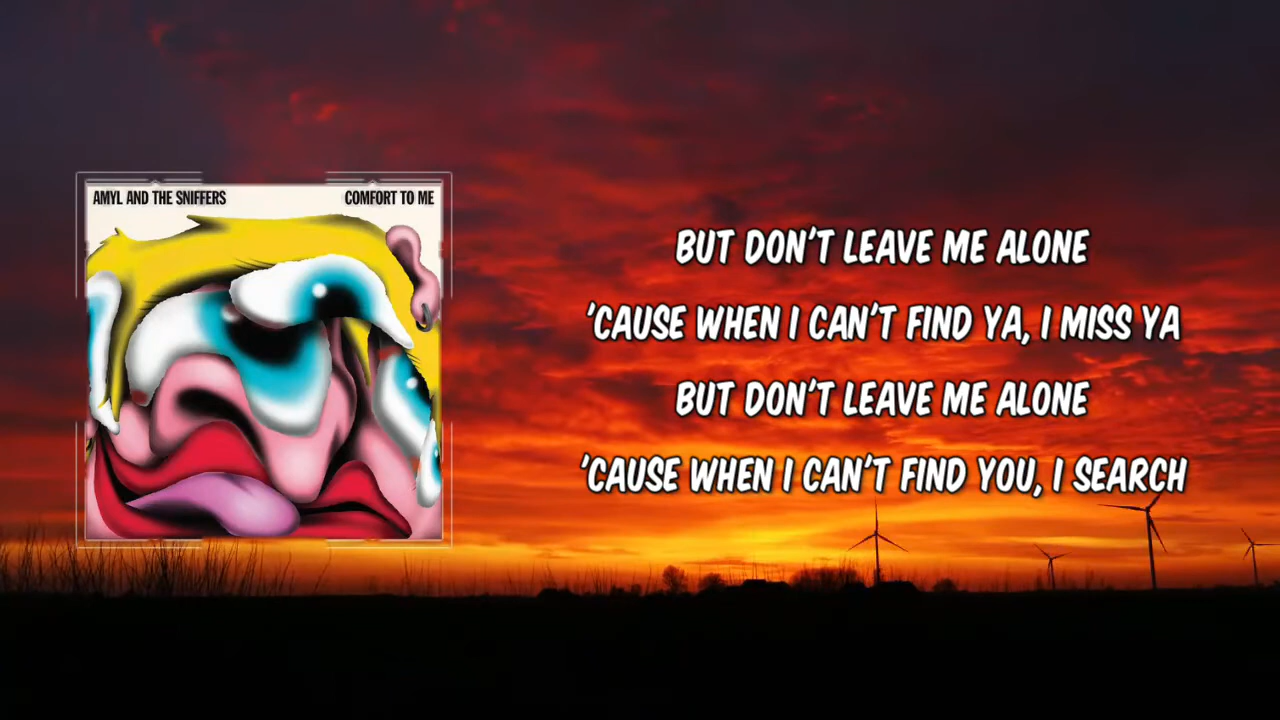 AMYL AND THE SNIFFERS COMFORT TO ME
BUT DON'T LEAVE ME ALONE
'CAUSE WHEN I CAN'T FIND YA, I MISS YA
BUT DON'T LEAVE ME ALONE
'CAUSE WHEN I CAN'T FIND YOU, I SEARCH